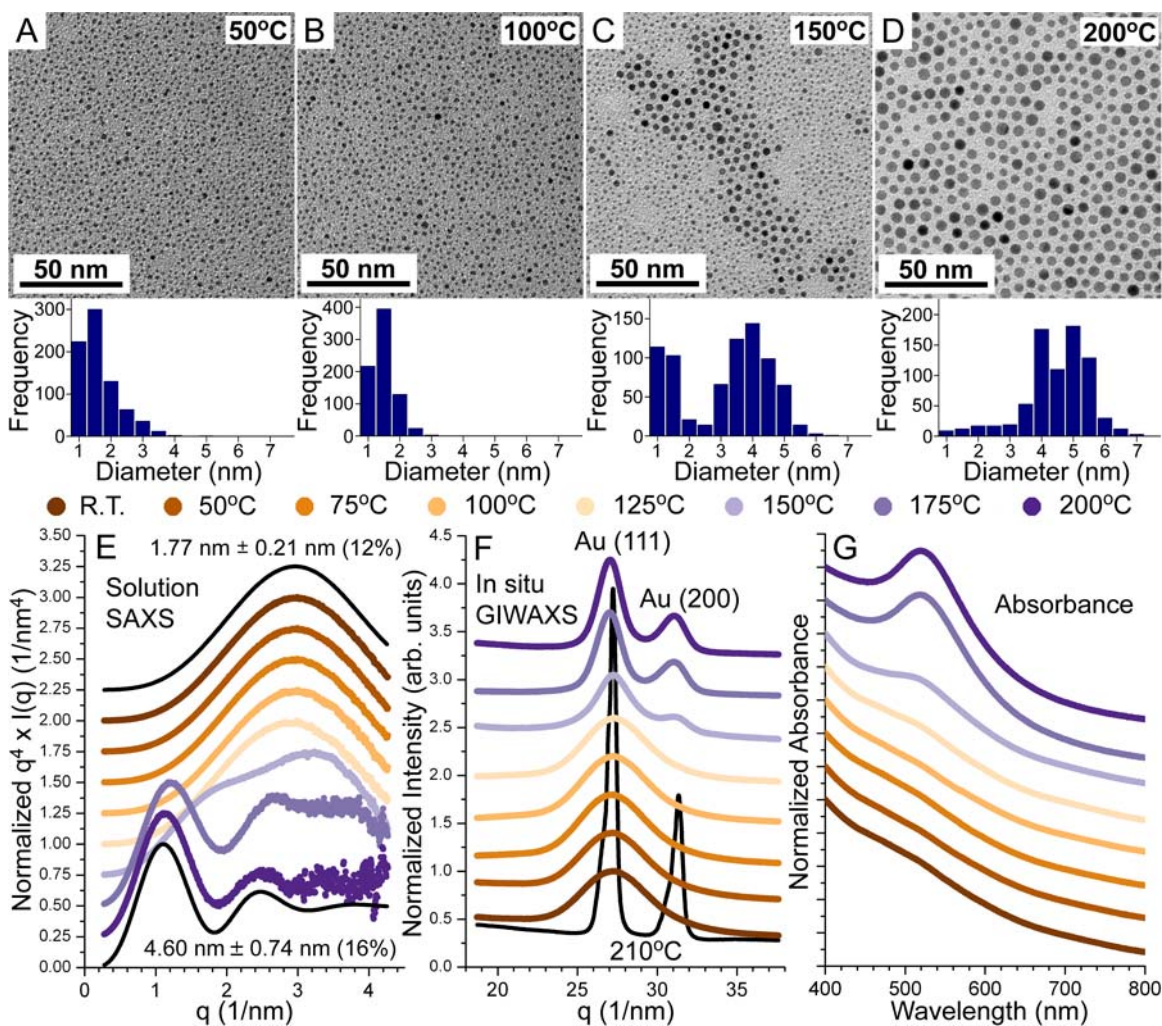 A 50ºC B 100ºC C 150ºC D 200ºC
50 nm 50 nm 50 nm 50 nm
Frequency 300 200 100 0
1 2 3 4 5 6 7
Diameter (nm)
Frequency 400 300 200 100 0
1 2 3 4 5 6 7
Diameter (nm)
Frequency 150 100 50 0
1 2 3 4 5 6 7
Diameter (nm)
Frequency 200 150 100 50 0
1 2 3 4 5 6 7
Diameter (nm)
R.T. 50ºC 75ºC 100ºC 125ºC 150ºC 175ºC 200ºC
E
1.77 nm ± 0.21 nm (12%)
Solution
SAXS
4.60 nm ± 0.74 nm (16%)
Normalized q⁴ x I(q) (1/nm⁴)
3.50
3.25
3.00
2.75
2.50
2.25
2.00
1.75
1.50
1.25
1.00
0.75
0.50
0.25
0.00
0 1 2 3 4
q (1/nm)
F
Au (111)
In situ
GIWAXS
Au (200)
210ºC
Normalized Intensity (arb. units)
4.5
4.0
3.5
3.0
2.5
2.0
1.5
1.0
0.5
0.0
20 25 30 35
q (1/nm)
G
Absorbance
Normalized Absorbance
400 500 600 700 800
Wavelength (nm)